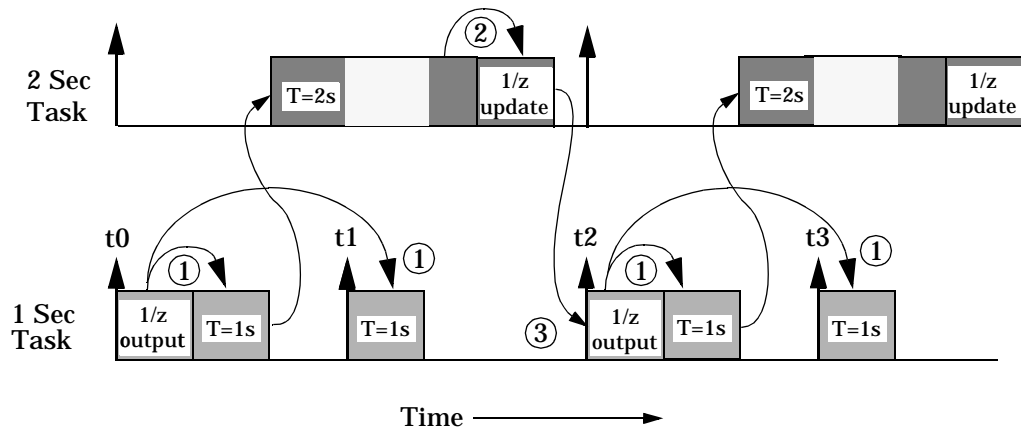 2
2 Sec
Task
T=2s
1/z
update
T=2s
1/z
update
t0
t1
t2
t3
1
1
1
1
1 Sec
Task
1/z
output
T=1s
T=1s
3
1/z
output
T=1s
T=1s
Time